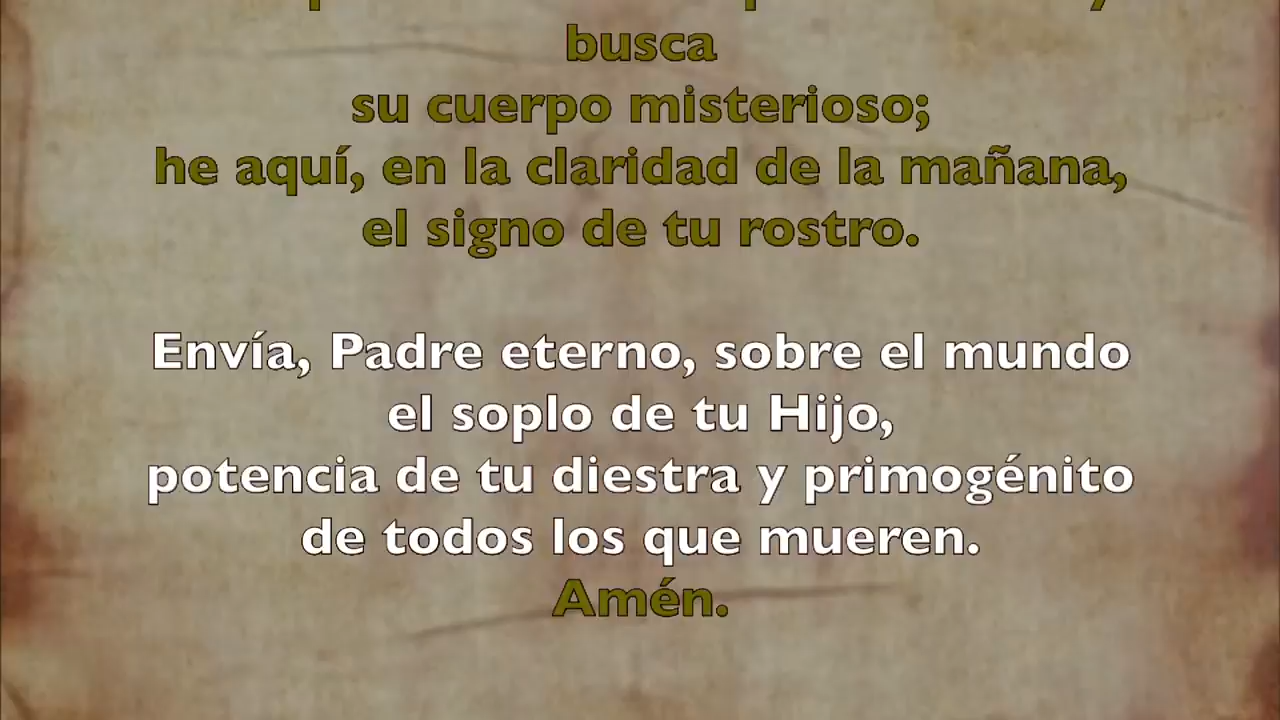 busca
su cuerpo misterioso;
he aquí, en la claridad de la mañana,
el signo de tu rostro.
Envía, Padre eterno, sobre el mundo
el soplo de tu Hijo,
potencia de tu diestra y primogénito
de todos los que mueren.
Amén.